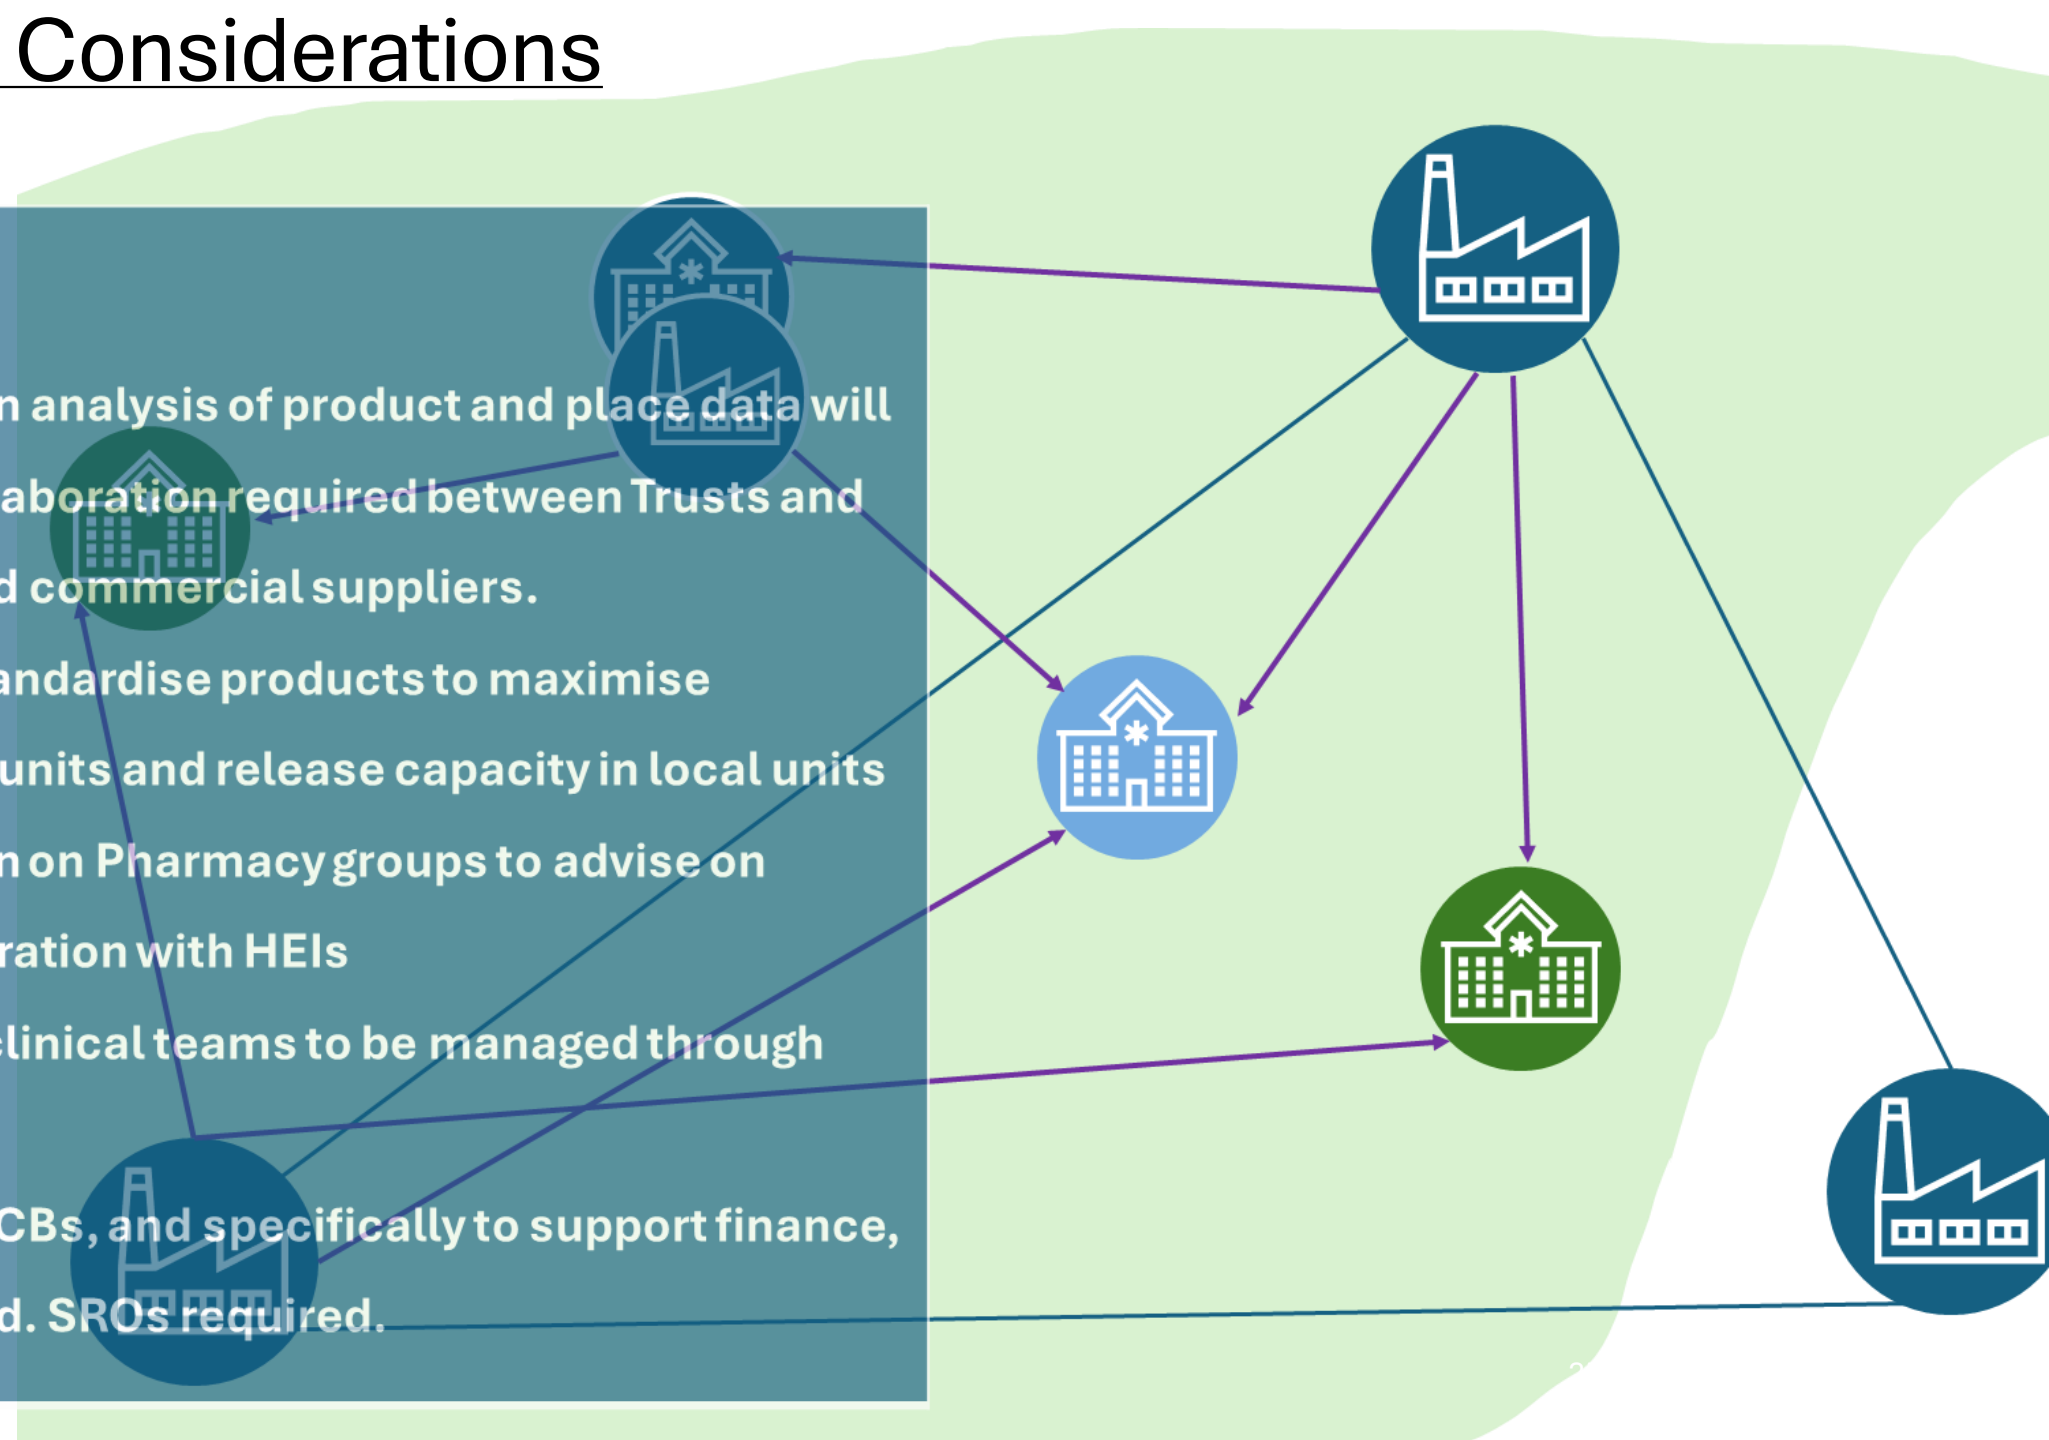 Considerations
n analysis of product and place data will
aboration required between Trusts and
d commercial suppliers.
andardise products to maximise
units and release capacity in local units
n on Pharmacy groups to advise on
ration with HEIs
clinical teams to be managed through
CBs, and specifically to support finance,
d. SROs required.